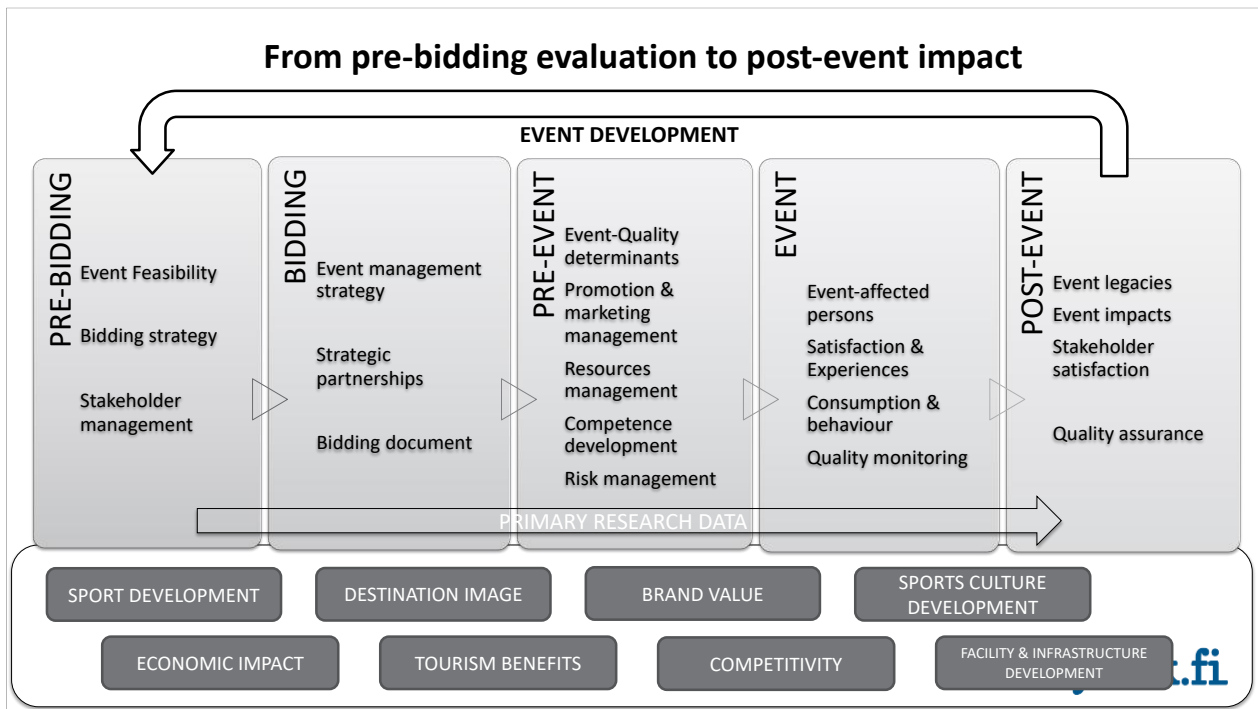 From pre-bidding evaluation to post-event impact
EVENT DEVELOPMENT
PRE-BIDDING
Event Feasibility
Bidding strategy
Stakeholder
management
BIDDING
Event management
strategy
Strategic
partnerships
Bidding document
PRE-EVENT
Event-Quality
determinants
Promotion &
marketing
management
Resources
management
Competence
development
Risk management
EVENT
Event-affected
persons
Satisfaction &
Experiences
Consumption &
behaviour
Quality monitoring
POST-EVENT
Event legacies
Event impacts
Stakeholder
satisfaction
Quality assurance
PRIMARY RESEARCH DATA
SPORT DEVELOPMENT
DESTINATION IMAGE
BRAND VALUE
SPORTS CULTURE
DEVELOPMENT
ECONOMIC IMPACT
TOURISM BENEFITS
COMPETITIVITY
FACILITY & INFRASTRUCTURE
DEVELOPMENT
.fi